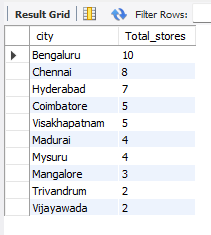 Result Grid Filter Rows:
city Total_stores
Bengaluru 10
Chennai 8
Hyderabad 7
Coimbatore 5
Visakhapatnam 5
Madurai 4
Mysuru 4
Mangalore 3
Trivandrum 2
Vijayawada 2